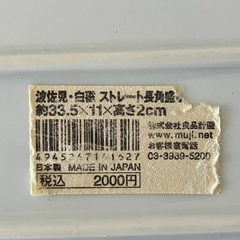 波佐見・白磁 ストレート長角盛
約33.5×11×高さ2cm
株式会社良品計画
www.muji.net
お客様室電話
03-3989-5200
4945247141627
日本製 MADE IN JAPAN
税込 2000円